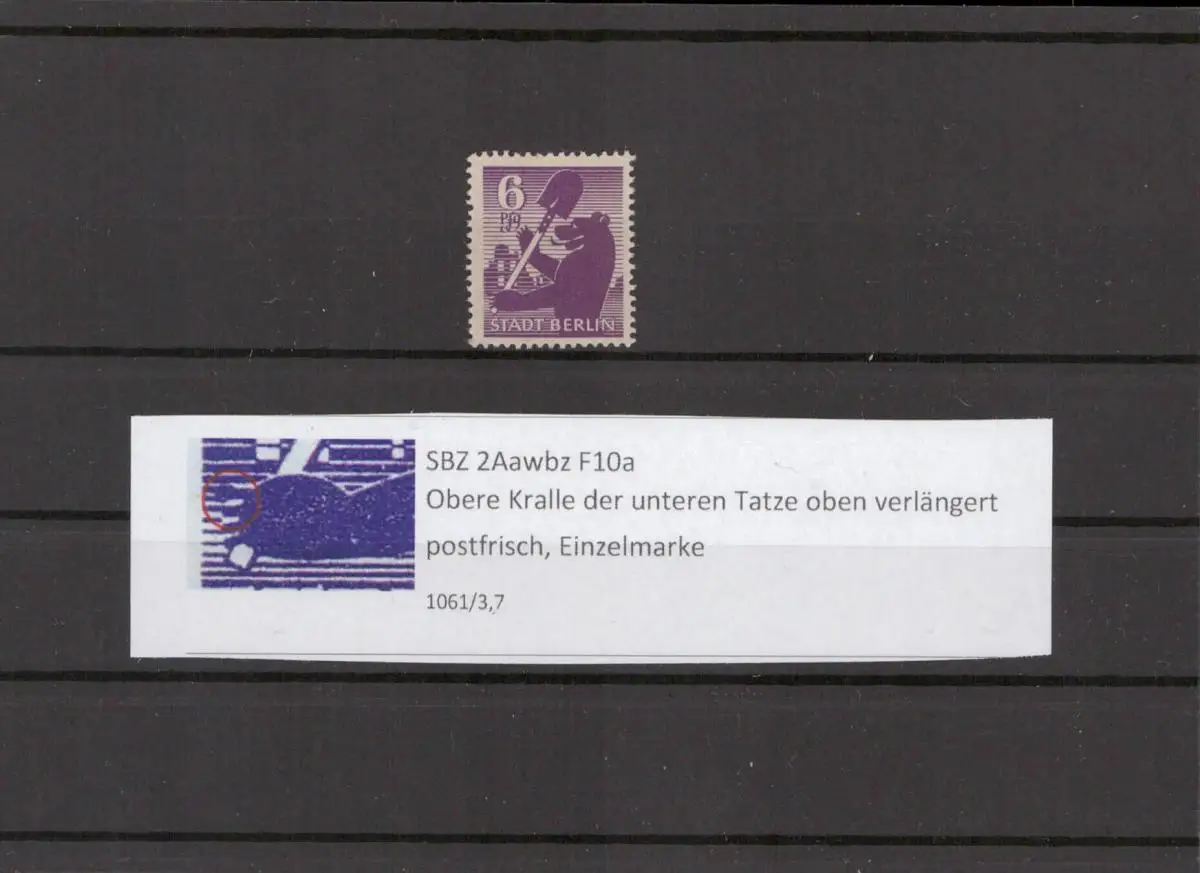 6
Pfg
STADT BERLIN
SBZ 2Aawbz F10a
Obere Kralle der unteren Tatze oben verlängert
postfrisch, Einzelmarke
1061/3,7